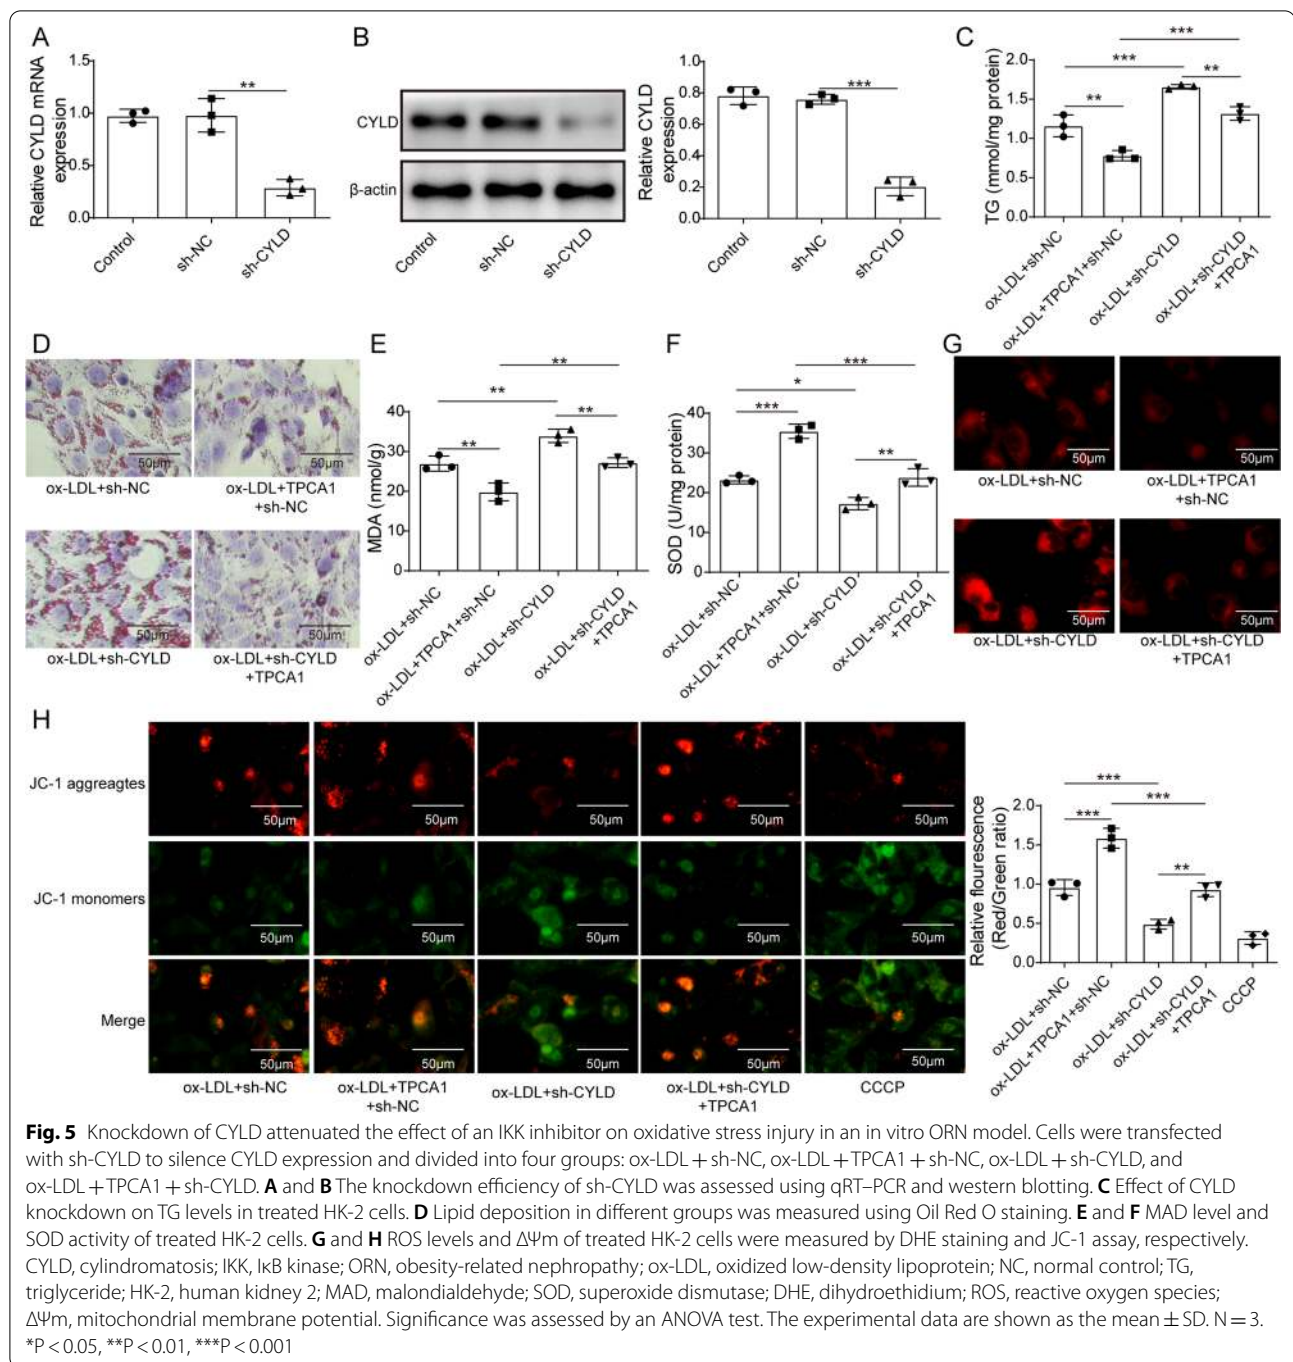 A
Relative CYLD mRNA
expression
1.5
1.0
0.5
0.0
**
Control
sh-NC
sh-CYLD
B
CYLD
β-actin
Control
sh-NC
sh-CYLD
Relative CYLD
expression
1.0
0.8
0.6
0.4
0.2
0.0
***
Control
sh-NC
sh-CYLD
C
TG (mmol/mg protein)
2.0
1.5
1.0
0.5
0.0
***
***
**
**
ox-LDL+sh-NC
ox-LDL+TPCA1+sh-NC
ox-LDL+sh-CYLD
ox-LDL+sh-CYLD
+TPCA1
D
50µm
50µm
ox-LDL+sh-NC
ox-LDL+TPCA1
+sh-NC
50µm
50µm
ox-LDL+sh-CYLD
ox-LDL+sh-CYLD
+TPCA1
E
MDA (nmol/g)
40
30
20
10
0
**
**
**
**
ox-LDL+sh-NC
ox-LDL+TPCA1+sh-NC
ox-LDL+sh-CYLD
ox-LDL+sh-CYLD
+TPCA1
F
SOD (U/mg protein)
40
30
20
10
0
***
*
***
**
ox-LDL+sh-NC
ox-LDL+TPCA1+sh-NC
ox-LDL+sh-CYLD
ox-LDL+sh-CYLD
+TPCA1
G
50µm
50µm
ox-LDL+sh-NC
ox-LDL+TPCA1
+sh-NC
50µm
50µm
ox-LDL+sh-CYLD
ox-LDL+sh-CYLD
+TPCA1
H
JC-1 aggreagtes
50µm
50µm
50µm
50µm
50µm
JC-1 monomers
50µm
50µm
50µm
50µm
50µm
Merge
50µm
50µm
50µm
50µm
50µm
ox-LDL+sh-NC
ox-LDL+TPCA1
+sh-NC
ox-LDL+sh-CYLD
ox-LDL+sh-CYLD
+TPCA1
CCCP
Relative flourescence
(Red/Green ratio)
2.0
1.5
1.0
0.5
0.0
***
***
***
**
ox-LDL+sh-NC
ox-LDL+TPCA1+sh-NC
ox-LDL+sh-CYLD
ox-LDL+sh-CYLD
+TPCA1
CCCP
Fig. 5 Knockdown of CYLD attenuated the effect of an IKK inhibitor on oxidative stress injury in an in vitro ORN model. Cells were transfected
with sh-CYLD to silence CYLD expression and divided into four groups: ox-LDL + sh-NC, ox-LDL + TPCA1 + sh-NC, ox-LDL + sh-CYLD, and
ox-LDL + TPCA1 + sh-CYLD. A and B The knockdown efficiency of sh-CYLD was assessed using qRT–PCR and western blotting. C Effect of CYLD
knockdown on TG levels in treated HK-2 cells. D Lipid deposition in different groups was measured using Oil Red O staining. E and F MAD level and
SOD activity of treated HK-2 cells. G and H ROS levels and ΔΨm of treated HK-2 cells were measured by DHE staining and JC-1 assay, respectively.
CYLD, cylindromatosis; IKK, IκB kinase; ORN, obesity-related nephropathy; ox-LDL, oxidized low-density lipoprotein; NC, normal control; TG,
triglyceride; HK-2, human kidney 2; MAD, malondialdehyde; SOD, superoxide dismutase; DHE, dihydroethidium; ROS, reactive oxygen species;
ΔΨm, mitochondrial membrane potential. Significance was assessed by an ANOVA test. The experimental data are shown as the mean ± SD. N = 3.
*P < 0.05, **P < 0.01, ***P < 0.001